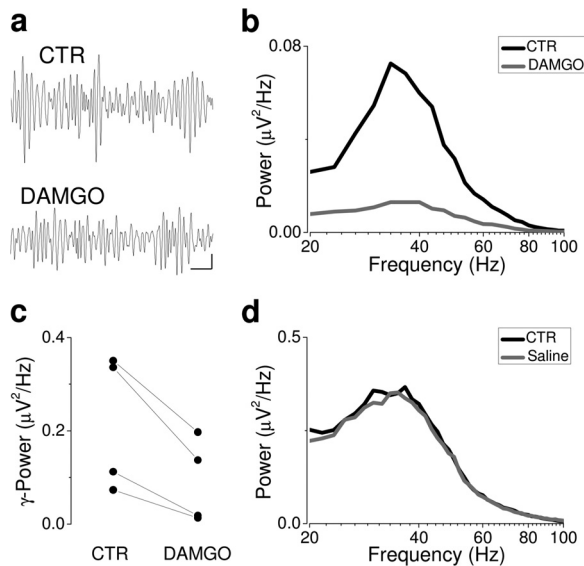 a
CTR
DAMGO
b
0.08
0.00
Power (μV²/Hz)
CTR
DAMGO
20 40 60 80 100
Frequency (Hz)
c
0.4
0.2
0.0
γ-Power (μV²/Hz)
CTR DAMGO
d
0.5
0.0
Power (μV²/Hz)
CTR
Saline
20 40 60 80 100
Frequency (Hz)